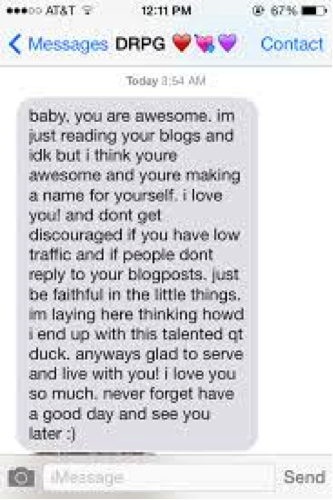 AT&T 12:11 PM 67%
Messages DRPG ❤️💘💜 Contact
Today 3:54 AM
baby, you are awesome. im
just reading your blogs and
idk but i think youre
awesome and youre making
a name for yourself. i love
you! and dont get
discouraged if you have low
traffic and if people dont
reply to your blogposts. just
be faithful in the little things.
im laying here thinking howd
i end up with this talented qt
duck. anyways glad to serve
and live with you! i love you
so much. never forget have
a good day and see you
later :)
iMessage Send